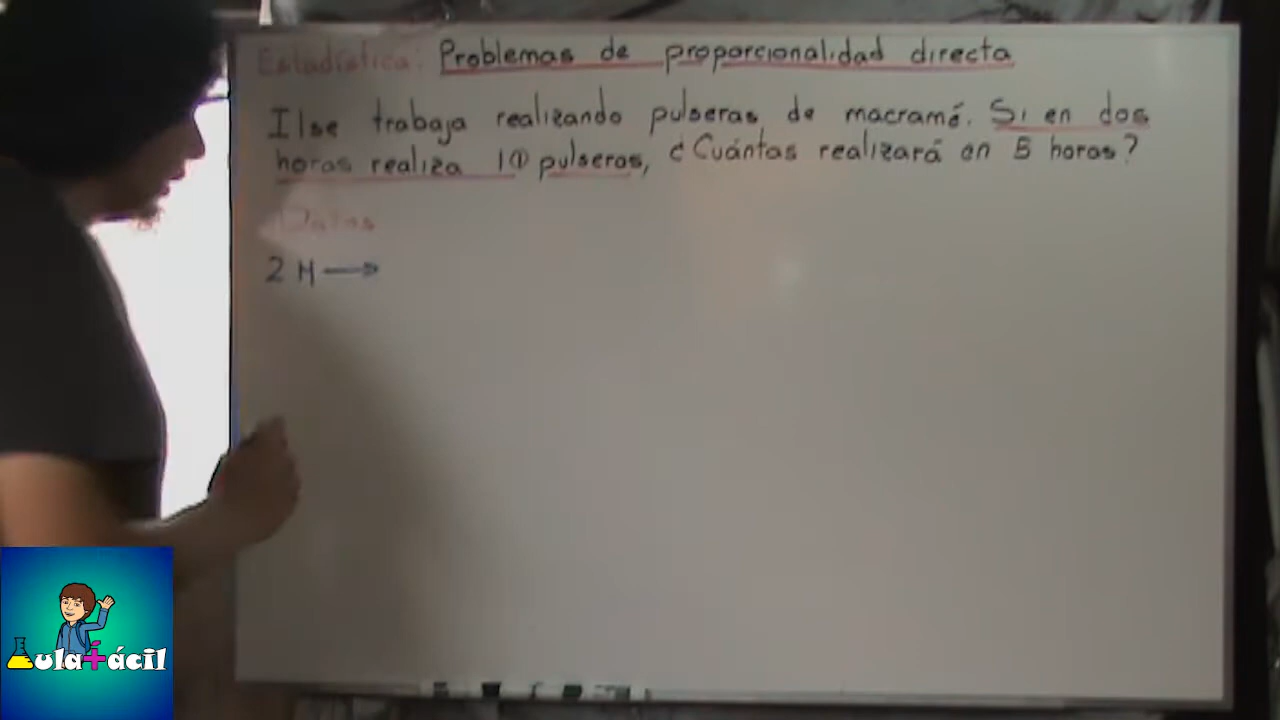 Estadística: Problemas de proporcionalidad directa
Ilse trabaja realizando pulseras de macramé. Si en dos
horas realiza 10 pulseras, ¿Cuántas realizará en 5 horas?
Datos
2 H
Aula fácil